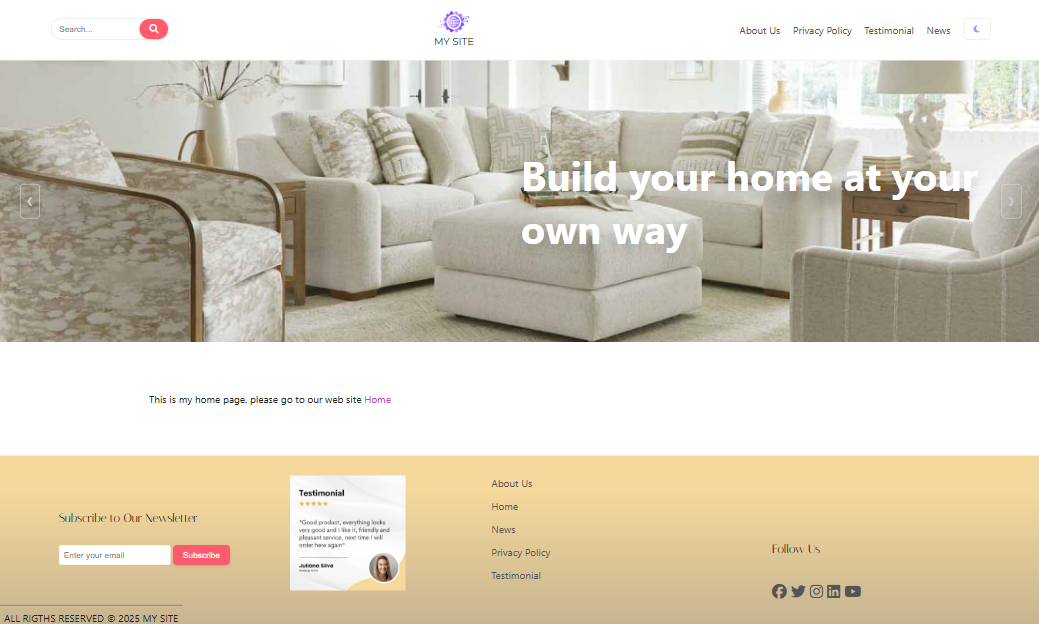 Search...
MY SITE
About Us Privacy Policy Testimonial News
Build your home at your
own way
This is my home page. please go to our web site Home
Subscribe to Our Newsletter
Enter your email Subscribe
Testimonial
"Good product, everything looks
very good and I like it, friendly and
pleasant service, next time I will
order here again"
Juliana Silva
About Us
Home
News
Privacy Policy
Testimonial
Follow Us
ALL RIGTHS RESERVED © 2025 MY SITE